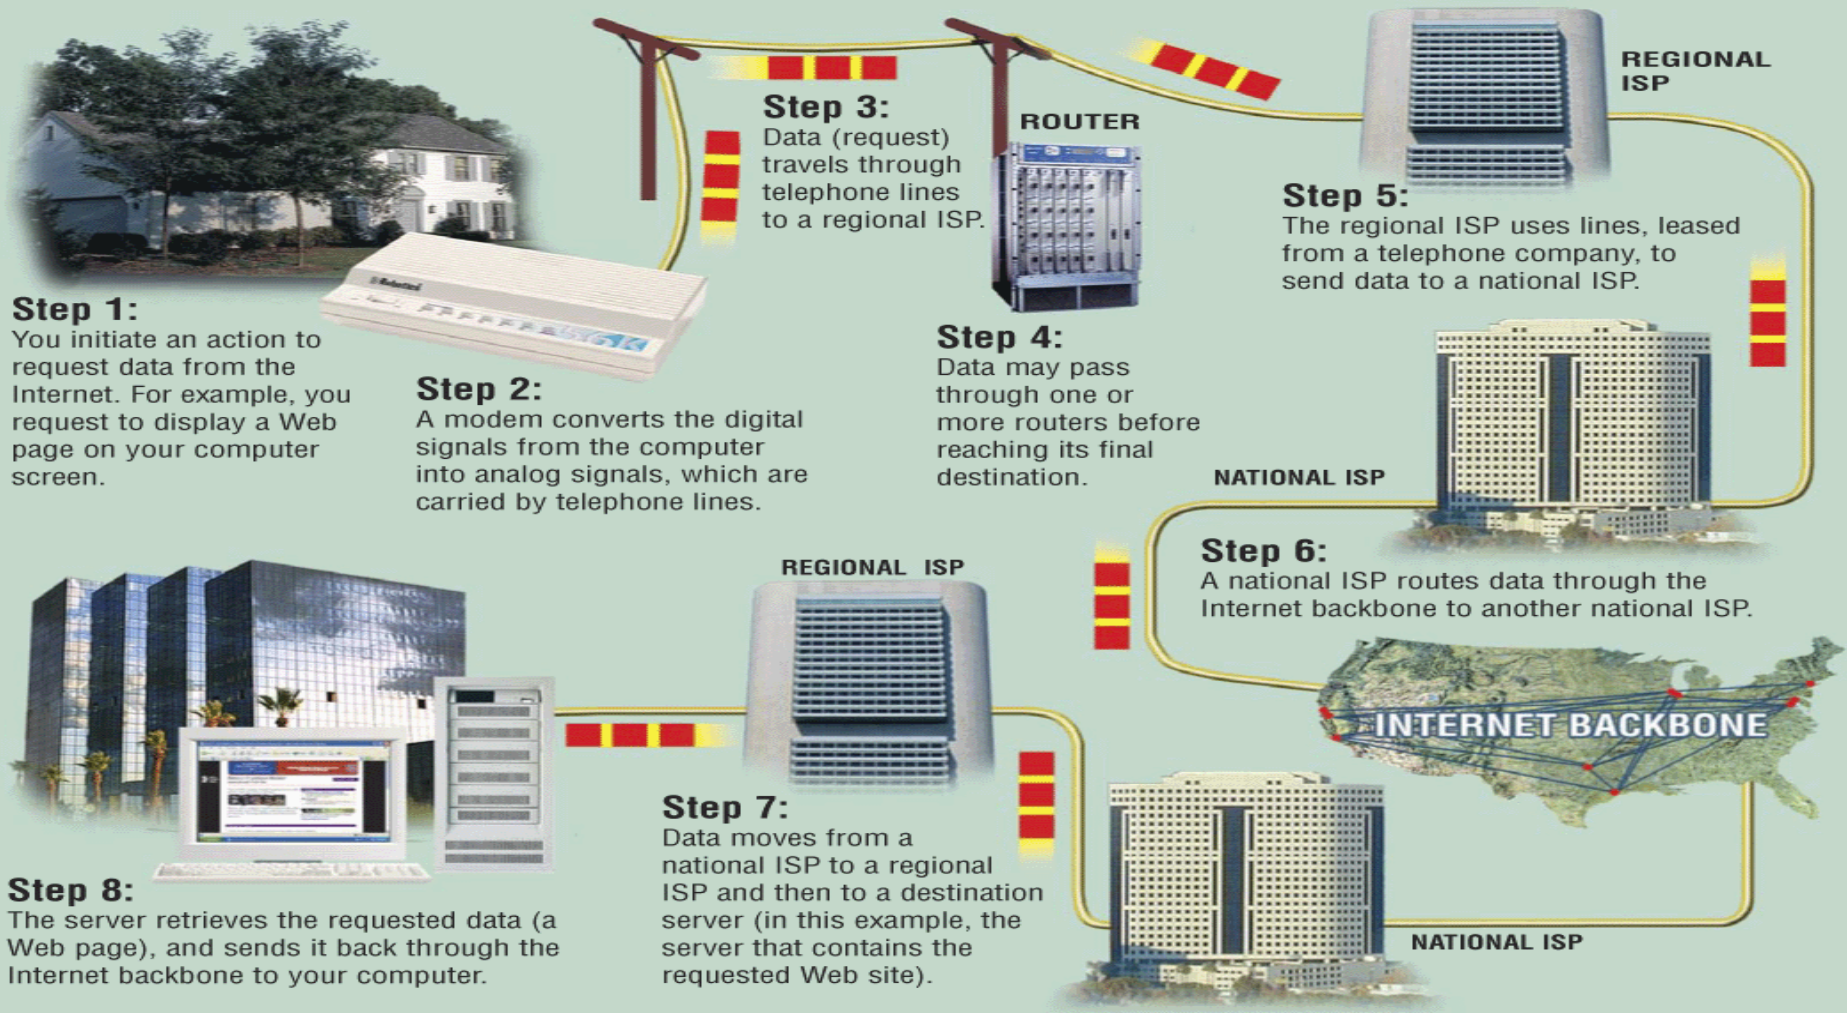 Step 1:
You initiate an action to
request data from the
Internet. For example, you
request to display a Web
page on your computer
screen.
Step 2:
A modem converts the digital
signals from the computer
into analog signals, which are
carried by telephone lines.
Step 3:
Data (request)
travels through
telephone lines
to a regional ISP.
ROUTER
Step 4:
Data may pass
through one or
more routers before
reaching its final
destination.
REGIONAL
ISP
Step 5:
The regional ISP uses lines, leased
from a telephone company, to
send data to a national ISP.
NATIONAL ISP
Step 6:
A national ISP routes data through the
Internet backbone to another national ISP.
INTERNET BACKBONE
NATIONAL ISP
REGIONAL ISP
Step 7:
Data moves from a
national ISP to a regional
ISP and then to a destination
server (in this example, the
server that contains the
requested Web site).
Step 8:
The server retrieves the requested data (a
Web page), and sends it back through the
Internet backbone to your computer.
56K